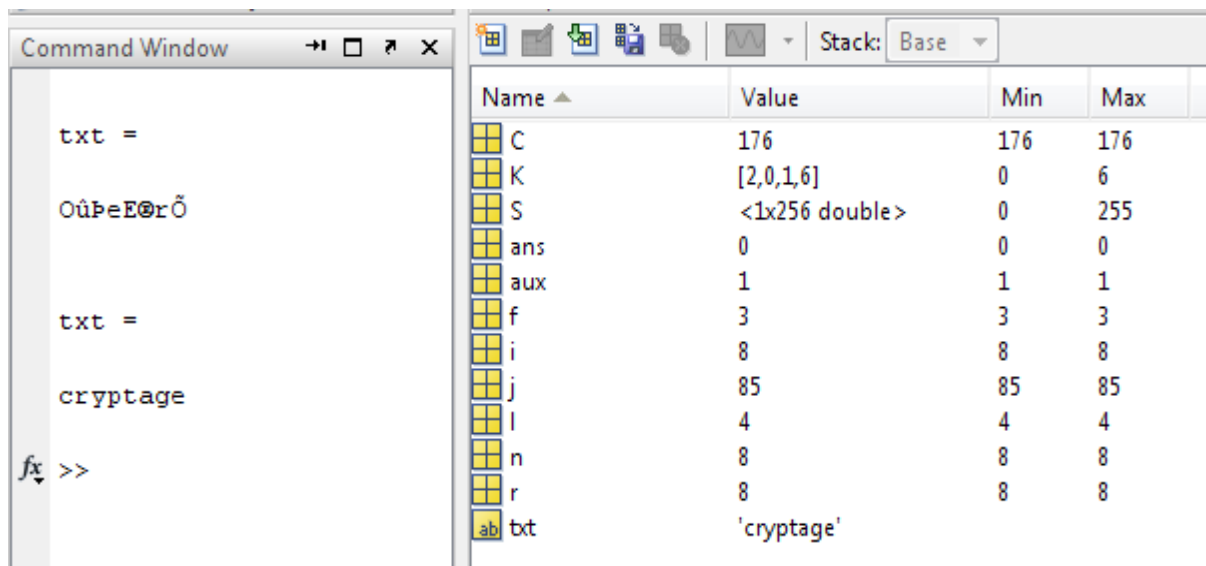 Command Window
txt =
OûÞeE®rÔ
txt =
cryptage
fx >>
Stack: Base
Name Value Min Max
C 176 176 176
K [2,0,1,6] 0 6
S <1x256 double> 0 255
ans 0 0 0
aux 1 1 1
f 3 3 3
i 8 8 8
j 85 85 85
l 4 4 4
n 8 8 8
r 8 8 8
ab txt 'cryptage'